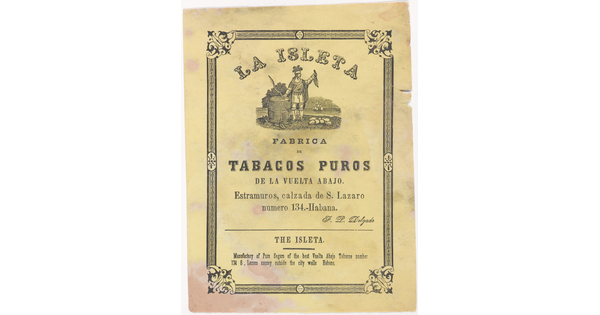 LA ISLETA
FABRICA
DE
TABACOS PUROS
DE LA VUELTA ABAJO.
Estramuros, calzada de S. Lazaro
numero 134.-Habana.
F. P. Delgado
THE ISLETA.
Manufactory of Pure Segars of the best Vuelta Abajo Tobacco number
134 S. Lazaro causey outside the city walls Habana.